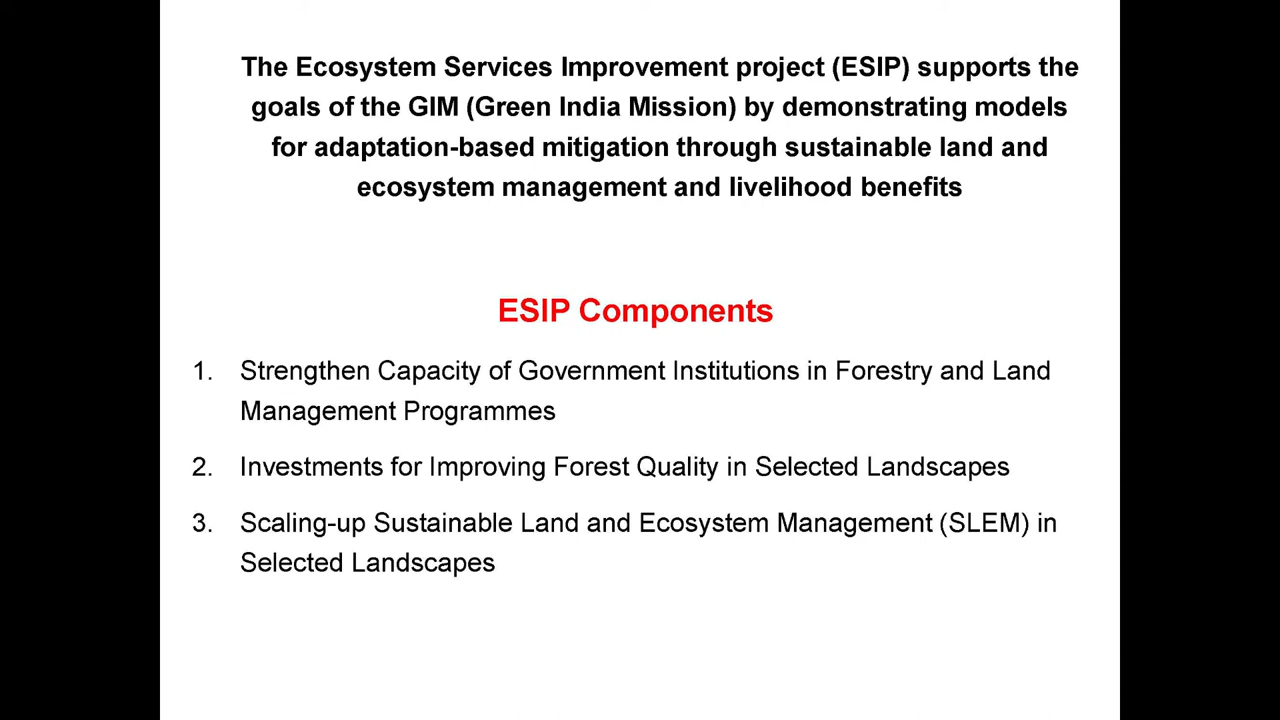 The Ecosystem Services Improvement project (ESIP) supports the
goals of the GIM (Green India Mission) by demonstrating models
for adaptation-based mitigation through sustainable land and
ecosystem management and livelihood benefits
ESIP Components
1. Strengthen Capacity of Government Institutions in Forestry and Land
Management Programmes
2. Investments for Improving Forest Quality in Selected Landscapes
3. Scaling-up Sustainable Land and Ecosystem Management (SLEM) in
Selected Landscapes